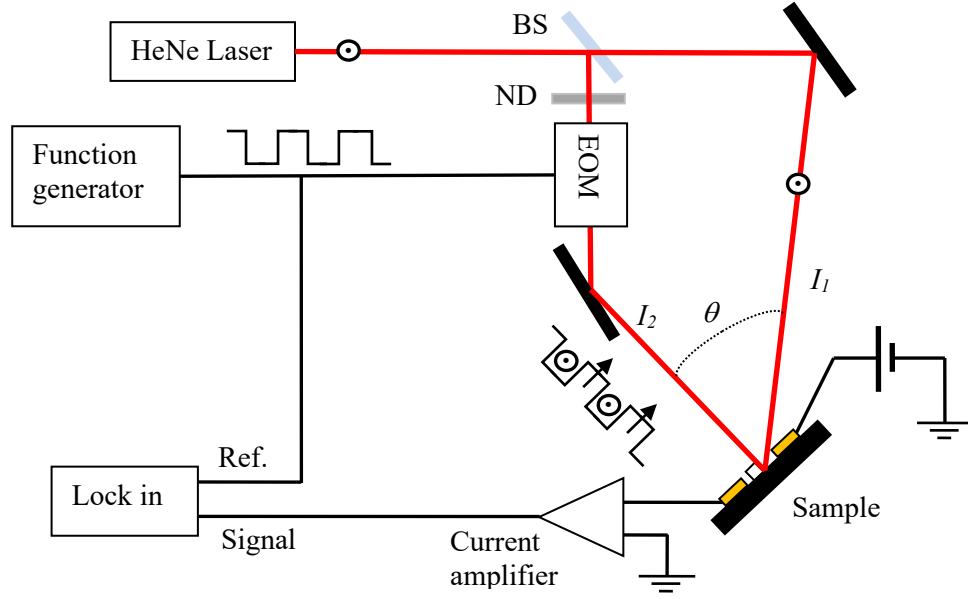 HeNe Laser
BS
ND
Function
generator
EOM
I1
I2
θ
Ref.
Lock in
Signal
Current
amplifier
Sample